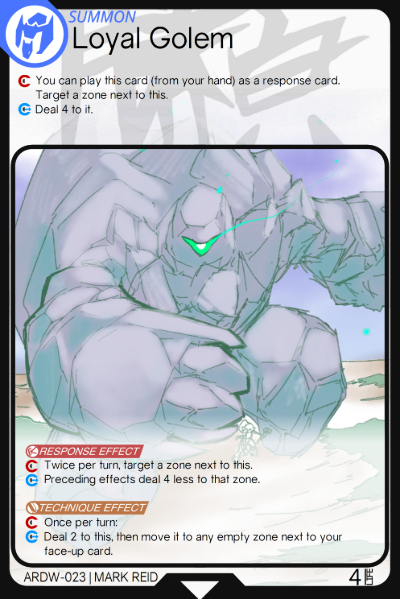 SUMMON
Loyal Golem
You can play this card (from your hand) as a response card.
Target a zone next to this.
Deal 4 to it.
RESPONSE EFFECT
Twice per turn, target a zone next to this.
Preceding effects deal 4 less to that zone.
TECHNIQUE EFFECT
Once per turn:
Deal 2 to this, then move it to any empty zone next to your
face-up card.
ARDW-023 | MARK REID
4 LIFE